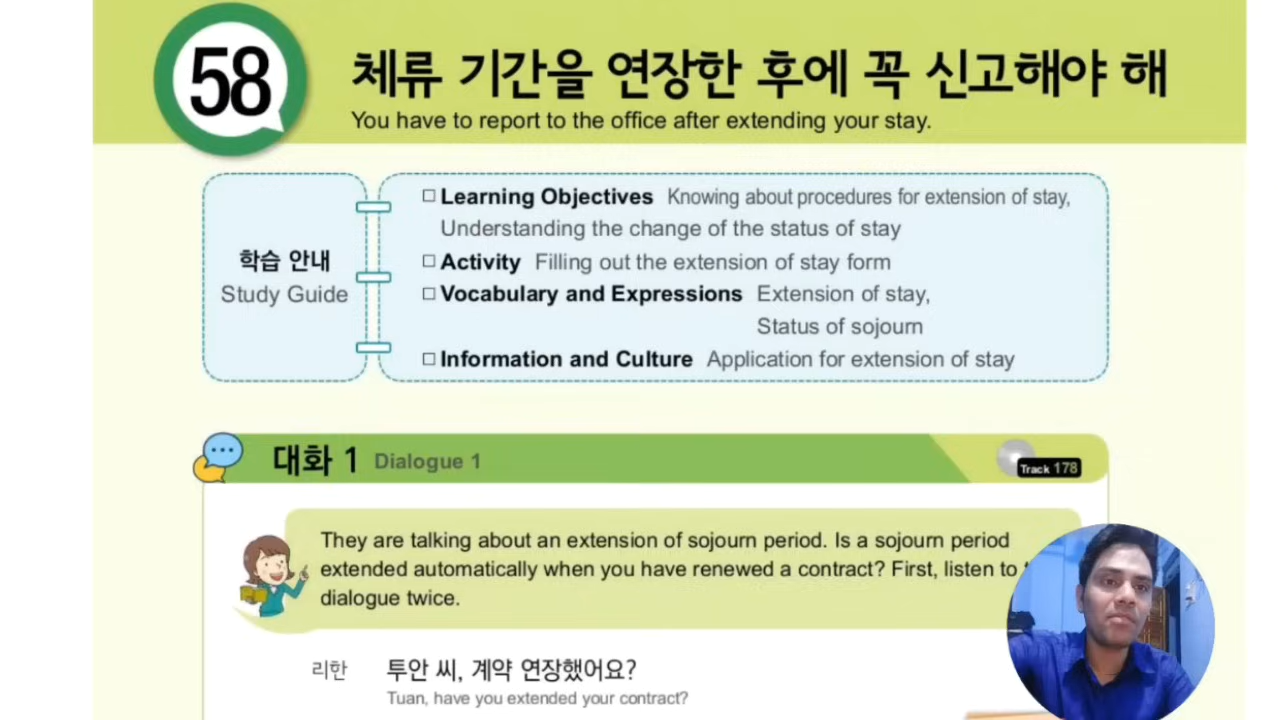 58
체류 기간을 연장한 후에 꼭 신고해야 해
You have to report to the office after extending your stay.
학습 안내
Study Guide
□ Learning Objectives Knowing about procedures for extension of stay,
Understanding the change of the status of stay
□ Activity Filling out the extension of stay form
□ Vocabulary and Expressions Extension of stay,
Status of sojourn
□ Information and Culture Application for extension of stay
대화 1 Dialogue 1
Track 178
They are talking about an extension of sojourn period. Is a sojourn period
extended automatically when you have renewed a contract? First, listen to
dialogue twice.
리한 투안 씨, 계약 연장했어요?
Tuan, have you extended your contract?